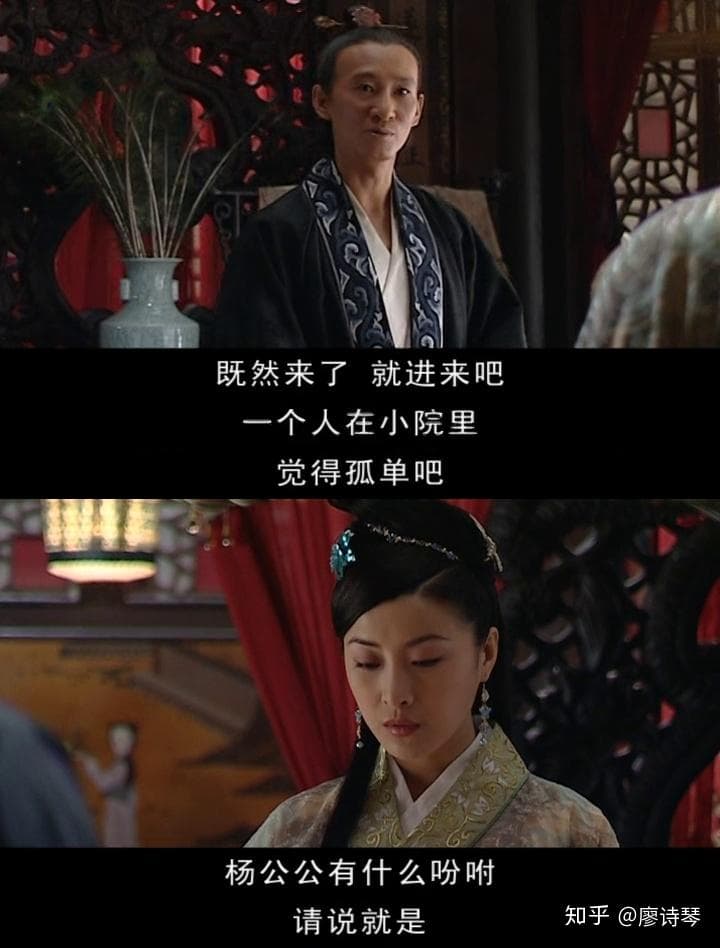 既然来了 就进来吧
一个人在小院里
觉得孤单吧
杨公公有什么吩咐
请说就是
知乎 @廖诗琴